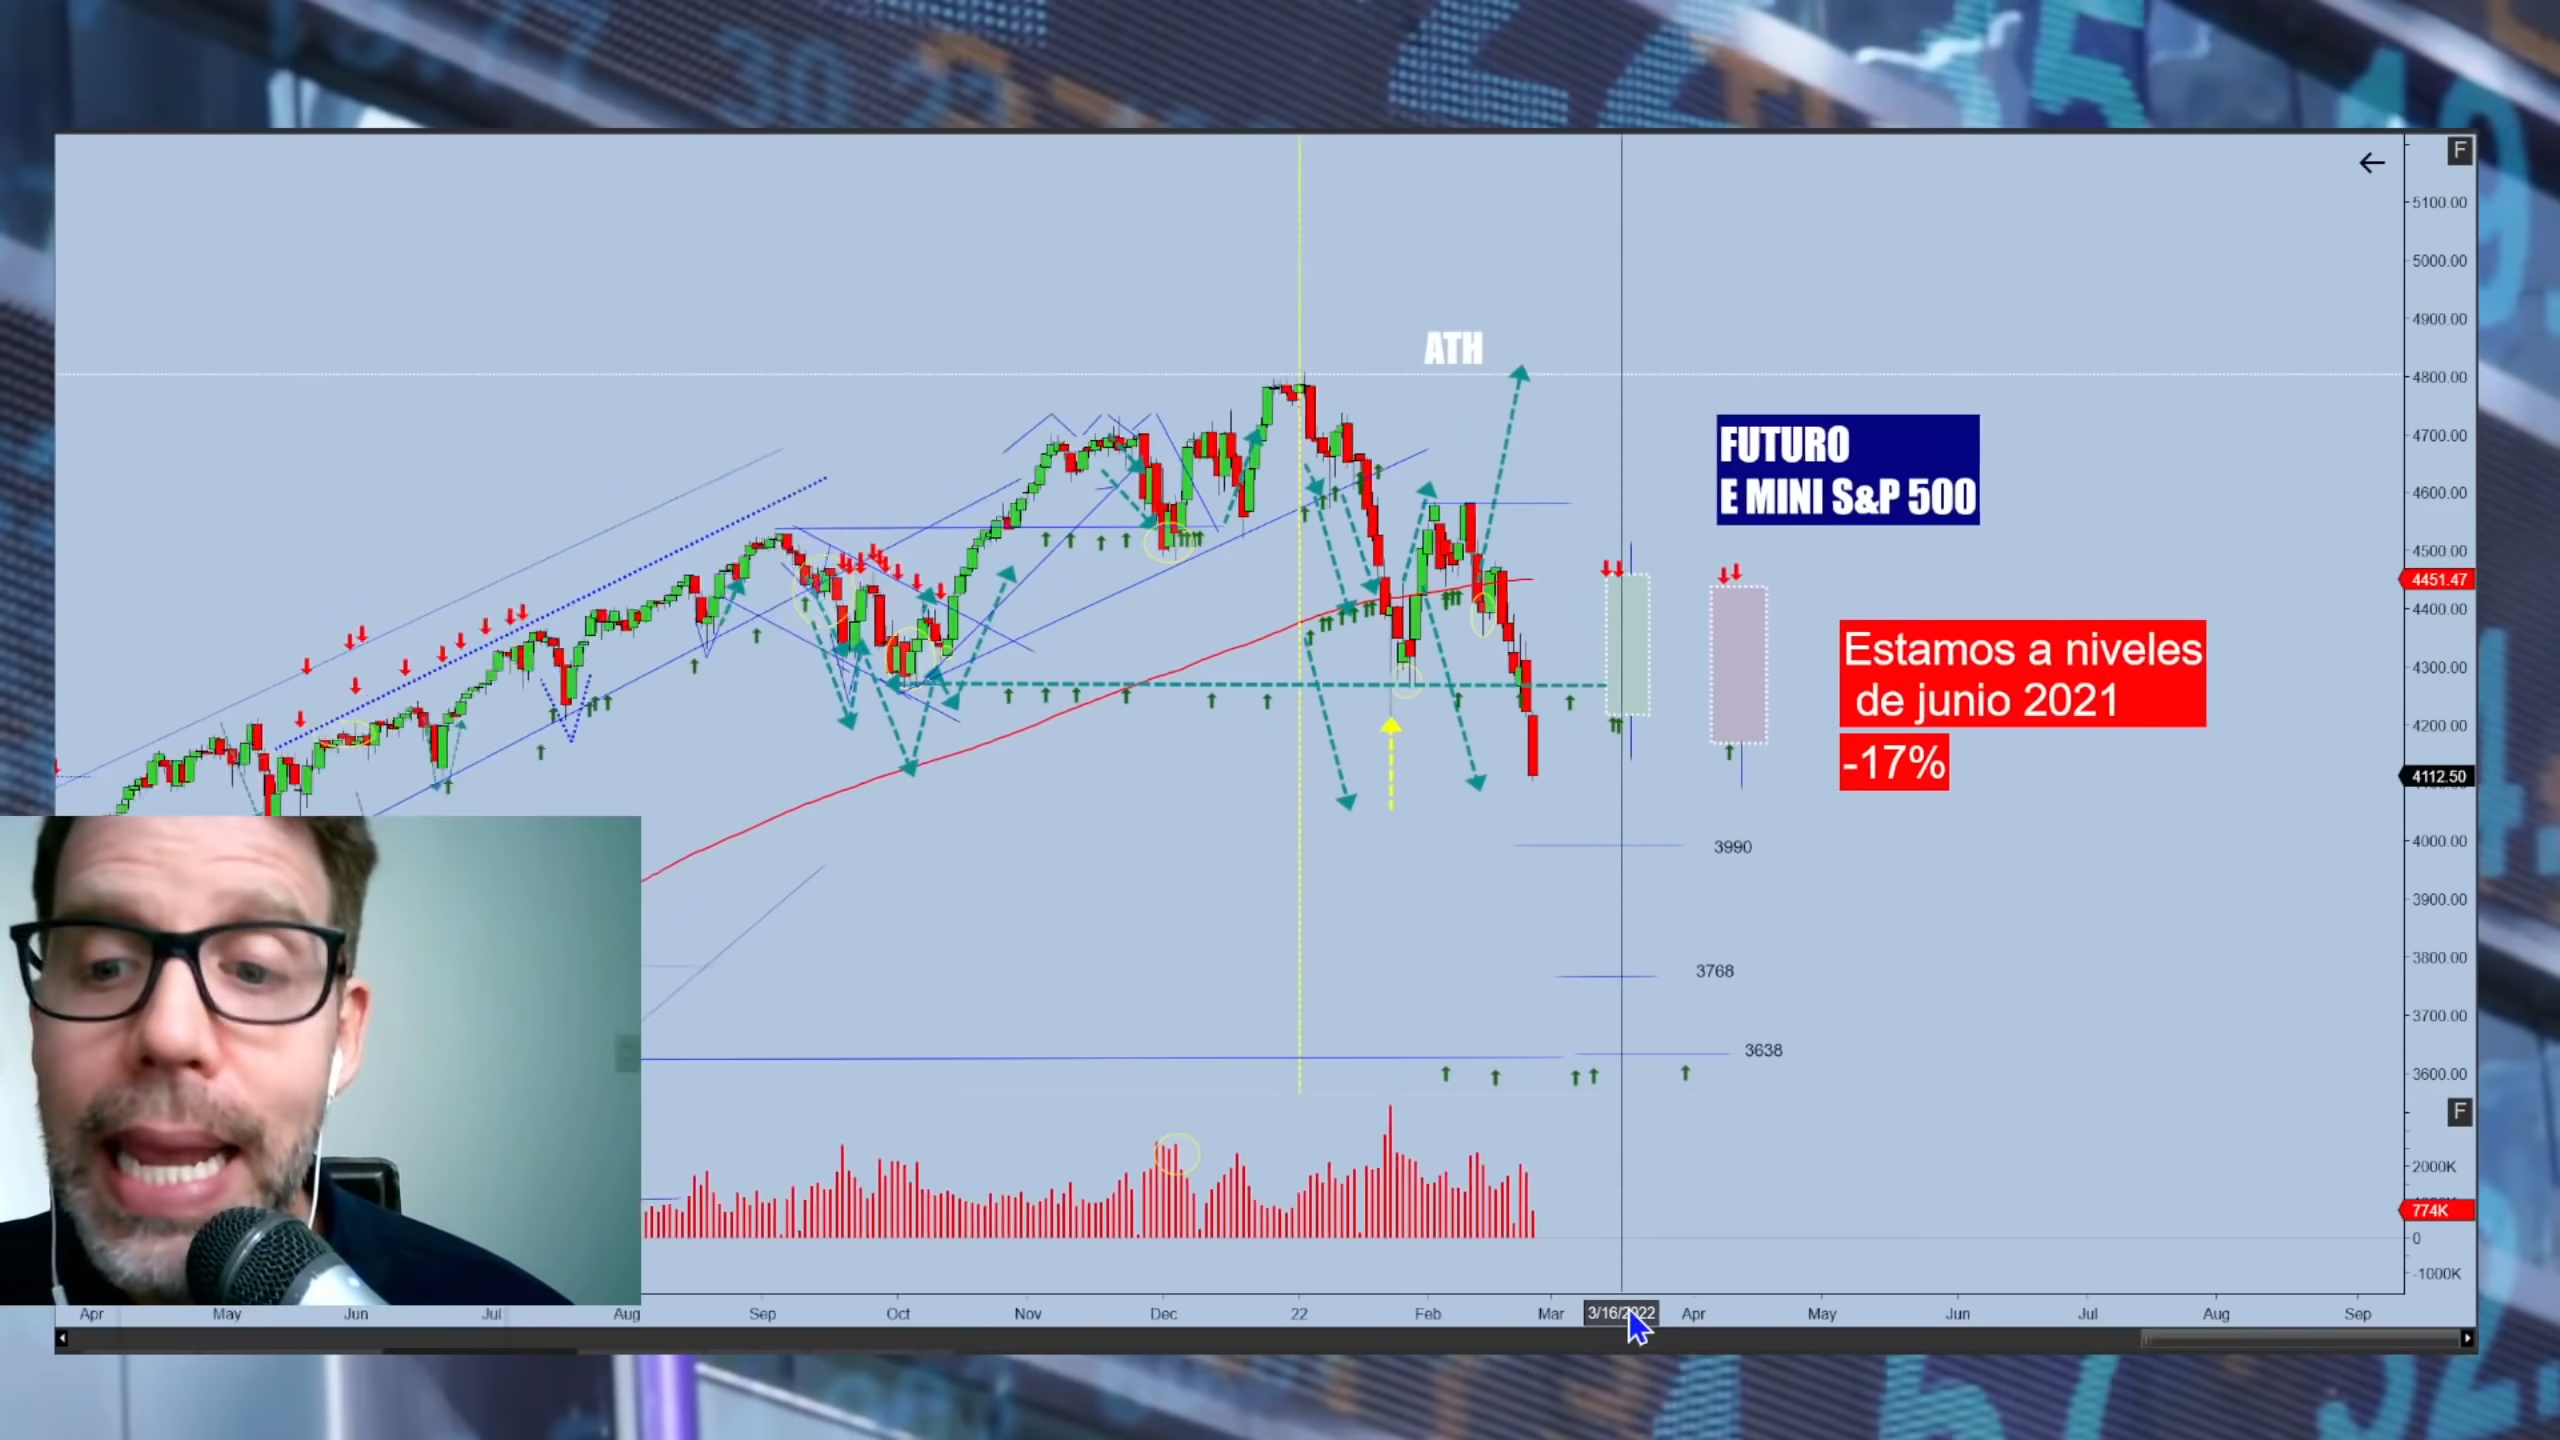 F
5100.00
5000.00
4900.00
ATH
4800.00
FUTURO
E MINI S&P 500
4700.00
4600.00
4500.00
4451.47
4400.00
Estamos a niveles
de junio 2021
-17%
4300.00
4200.00
4112.50
3990
4000.00
3900.00
3768
3800.00
3700.00
3638
3600.00
F
2000K
774K
0
-1000K
Apr May Jun Jul Aug Sep Oct Nov Dec 22 Feb Mar 3/16/2022 Apr May Jun Jul Aug Sep